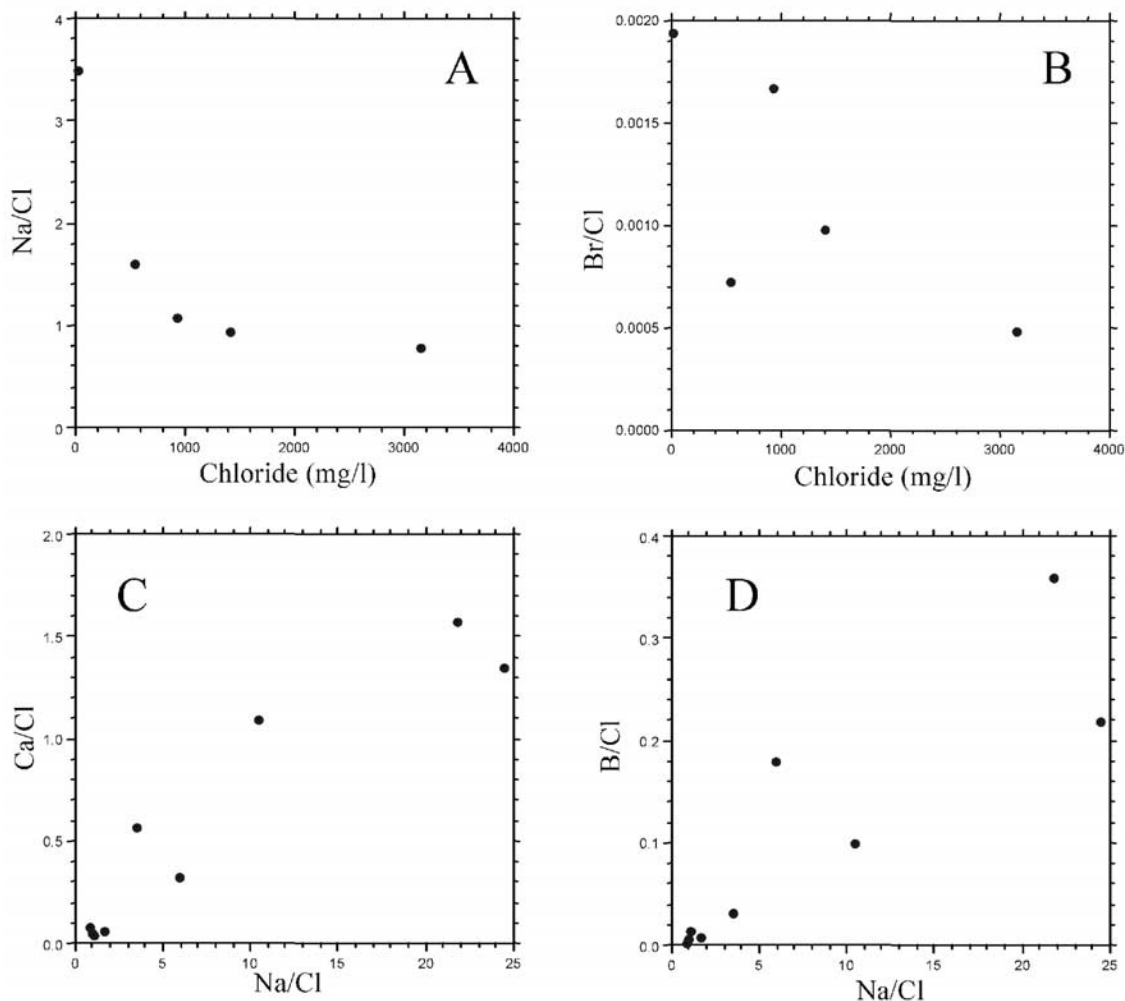 4
3
2
1
0
Na/Cl
A
0 1000 2000 3000 4000
Chloride (mg/l)
0.0020
0.0015
0.0010
0.0005
0.0000
Br/Cl
B
0 1000 2000 3000 4000
Chloride (mg/l)
2.0
1.5
1.0
0.5
0.0
Ca/Cl
C
0 5 10 15 20 25
Na/Cl
0.4
0.3
0.2
0.1
0.0
B/Cl
D
0 5 10 15 20 25
Na/Cl